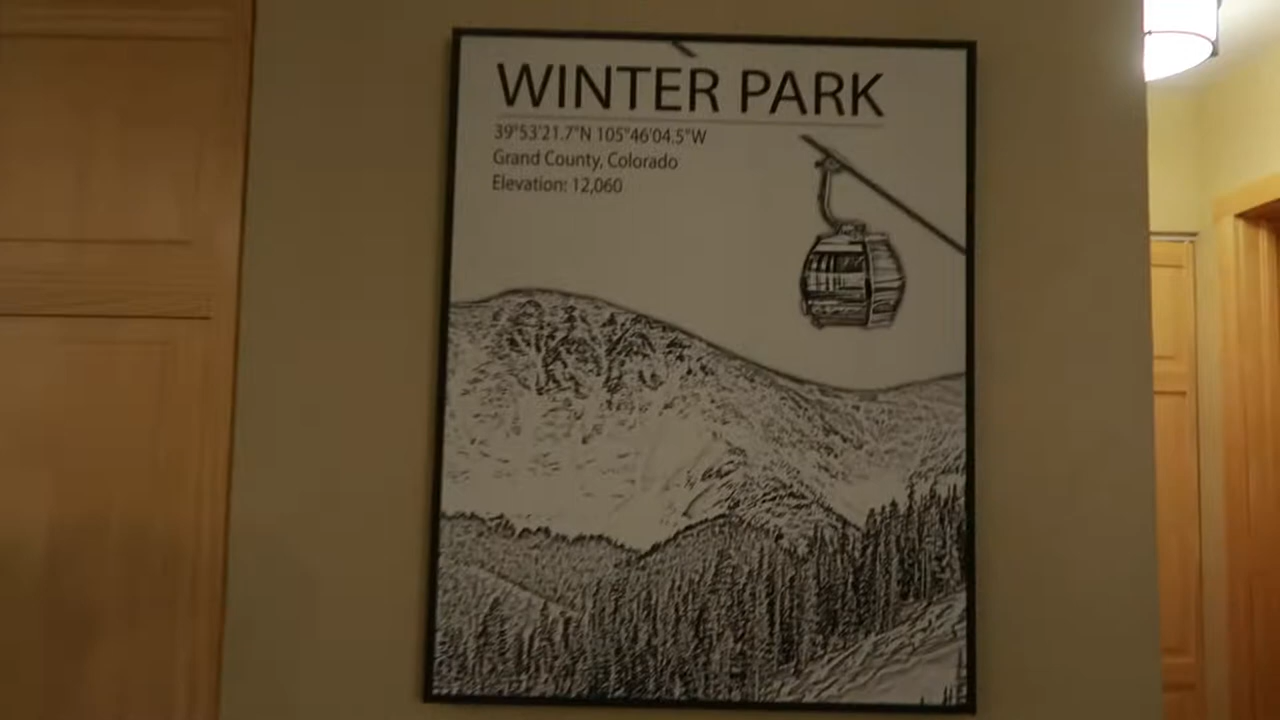 WINTER PARK
39°53'21.7"N 105°46'04.5"W
Grand County, Colorado
Elevation: 12,060